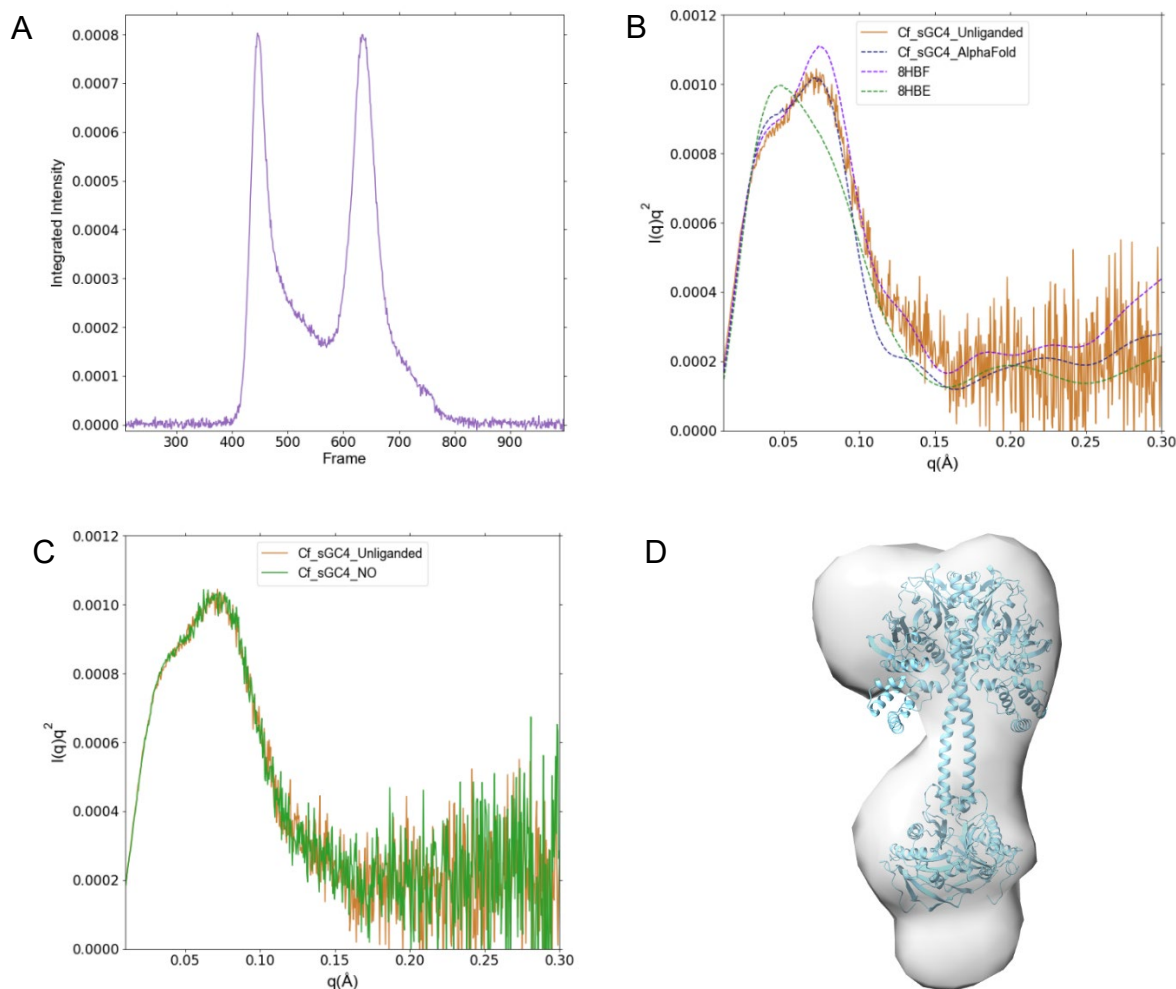 A
0.0008
0.0007
0.0006
0.0005
0.0004
0.0003
0.0002
0.0001
0.0000
Integrated Intensity
300 400 500 600 700 800 900
Frame
B
0.0012
0.0010
0.0008
0.0006
0.0004
0.0002
0.0000
I(q)q²
Cf_sGC4_Unliganded
Cf_sGC4_AlphaFold
8HBF
8HBE
0.05 0.10 0.15 0.20 0.25 0.30
q(Å)
C
0.0012
0.0010
0.0008
0.0006
0.0004
0.0002
0.0000
I(q)q²
Cf_sGC4_Unliganded
Cf_sGC4_NO
0.05 0.10 0.15 0.20 0.25 0.30
q(Å)
D